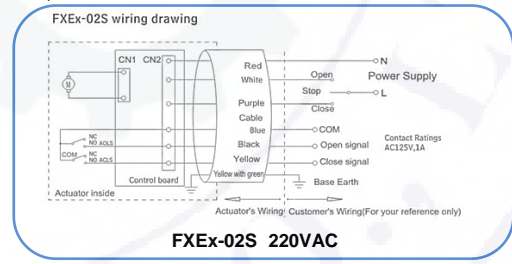 FXEx-02S wiring drawing
CN1 CN2
M
Red
White
Purple
Cable
Blue
Black
Yellow
Yellow with green
N
Open
Power Supply
Stop
L
Close
COM
Open signal
Close signal
Contact Ratings
AC125V,1A
NC
NO AOLS
COM
NC
NO ACLS
Control board
Base Earth
Actuator inside
Actuator's Wiring
Customer's Wiring(For your reference only)
FXEx-02S 220VAC